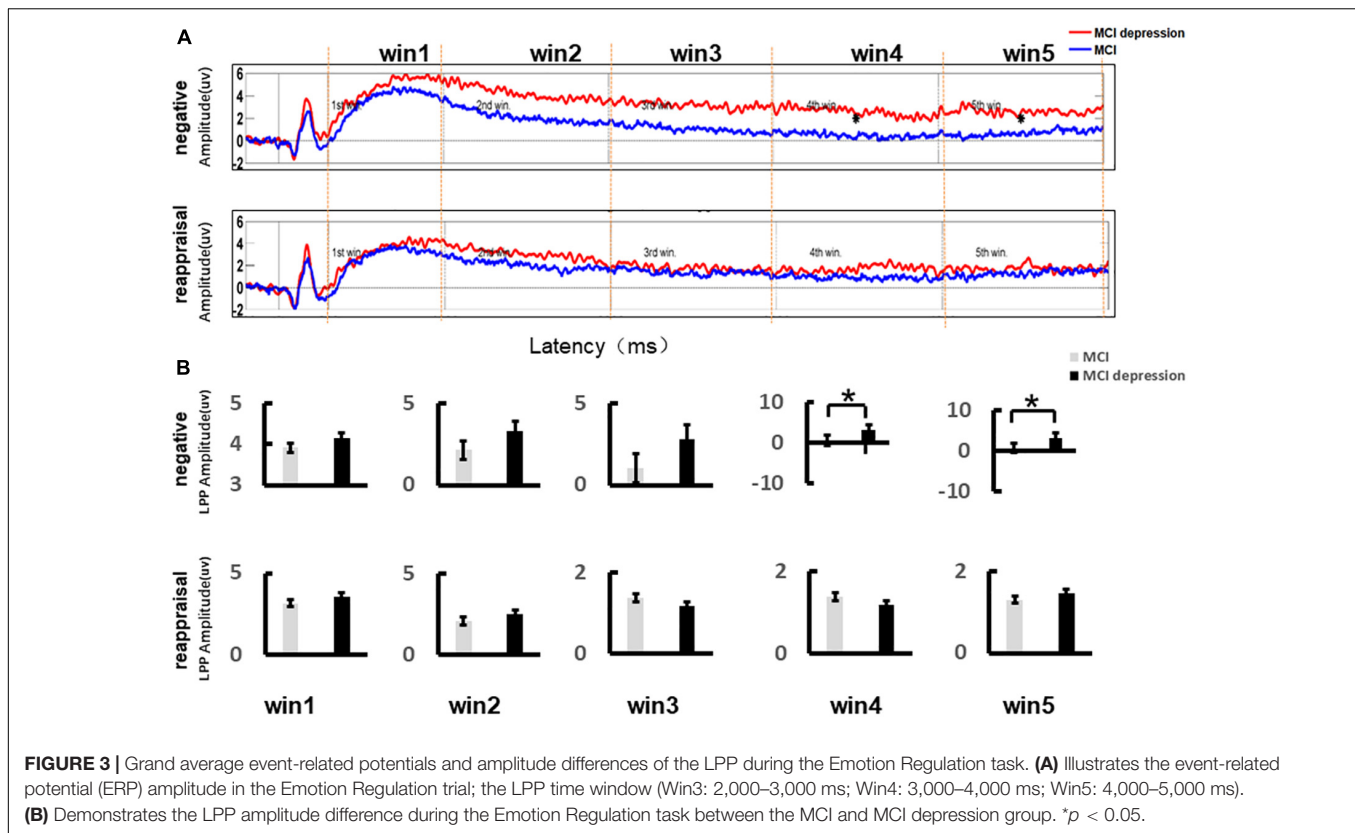 A
win1 win2 win3 win4 win5
MCI depression
MCI
negative
Amplitude(uv)
6
4
2
0
-2
1st win. 2nd win. 3rd win. 4th win. 5th win.
* *
reappraisal
Amplitude(uv)
6
4
2
0
-2
1st win. 2nd win. 3rd win. 4th win. 5th win.
Latency（ms）
B
MCI
MCI depression
negative
LPP Amplitude(uv)
5 4 3
5 0
5 0
10 0 -10
*
10 0 -10
*
reappraisal
LPP Amplitude(uv)
5 0
5 0
2 0
2 0
2 0
win1 win2 win3 win4 win5
FIGURE 3 | Grand average event-related potentials and amplitude differences of the LPP during the Emotion Regulation task. (A) Illustrates the event-related
potential (ERP) amplitude in the Emotion Regulation trial; the LPP time window (Win3: 2,000–3,000 ms; Win4: 3,000–4,000 ms; Win5: 4,000–5,000 ms).
(B) Demonstrates the LPP amplitude difference during the Emotion Regulation task between the MCI and MCI depression group. *p < 0.05.